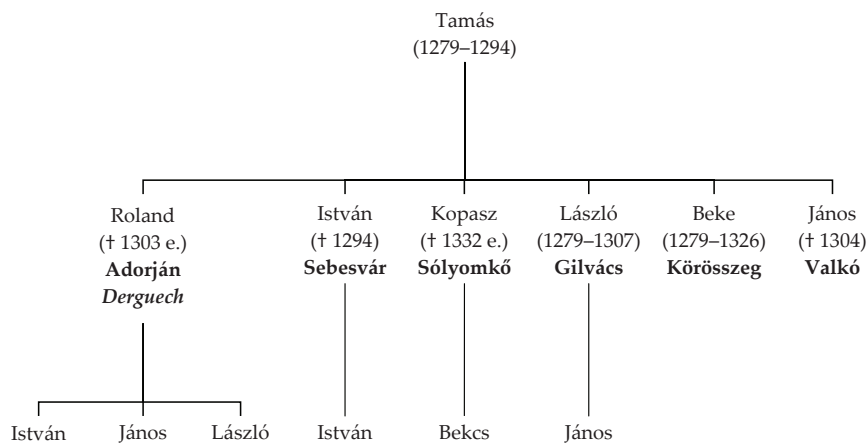 Tamás
(1279–1294)
Roland
(† 1303 e.)
Adorján
Derguech
István
(† 1294)
Sebesvár
Kopasz
(† 1332 e.)
Sólyomkő
László
(1279–1307)
Gilvács
Beke
(1279–1326)
Körösszeg
János
(† 1304)
Valkó
István
János
László
István
Bekcs
János